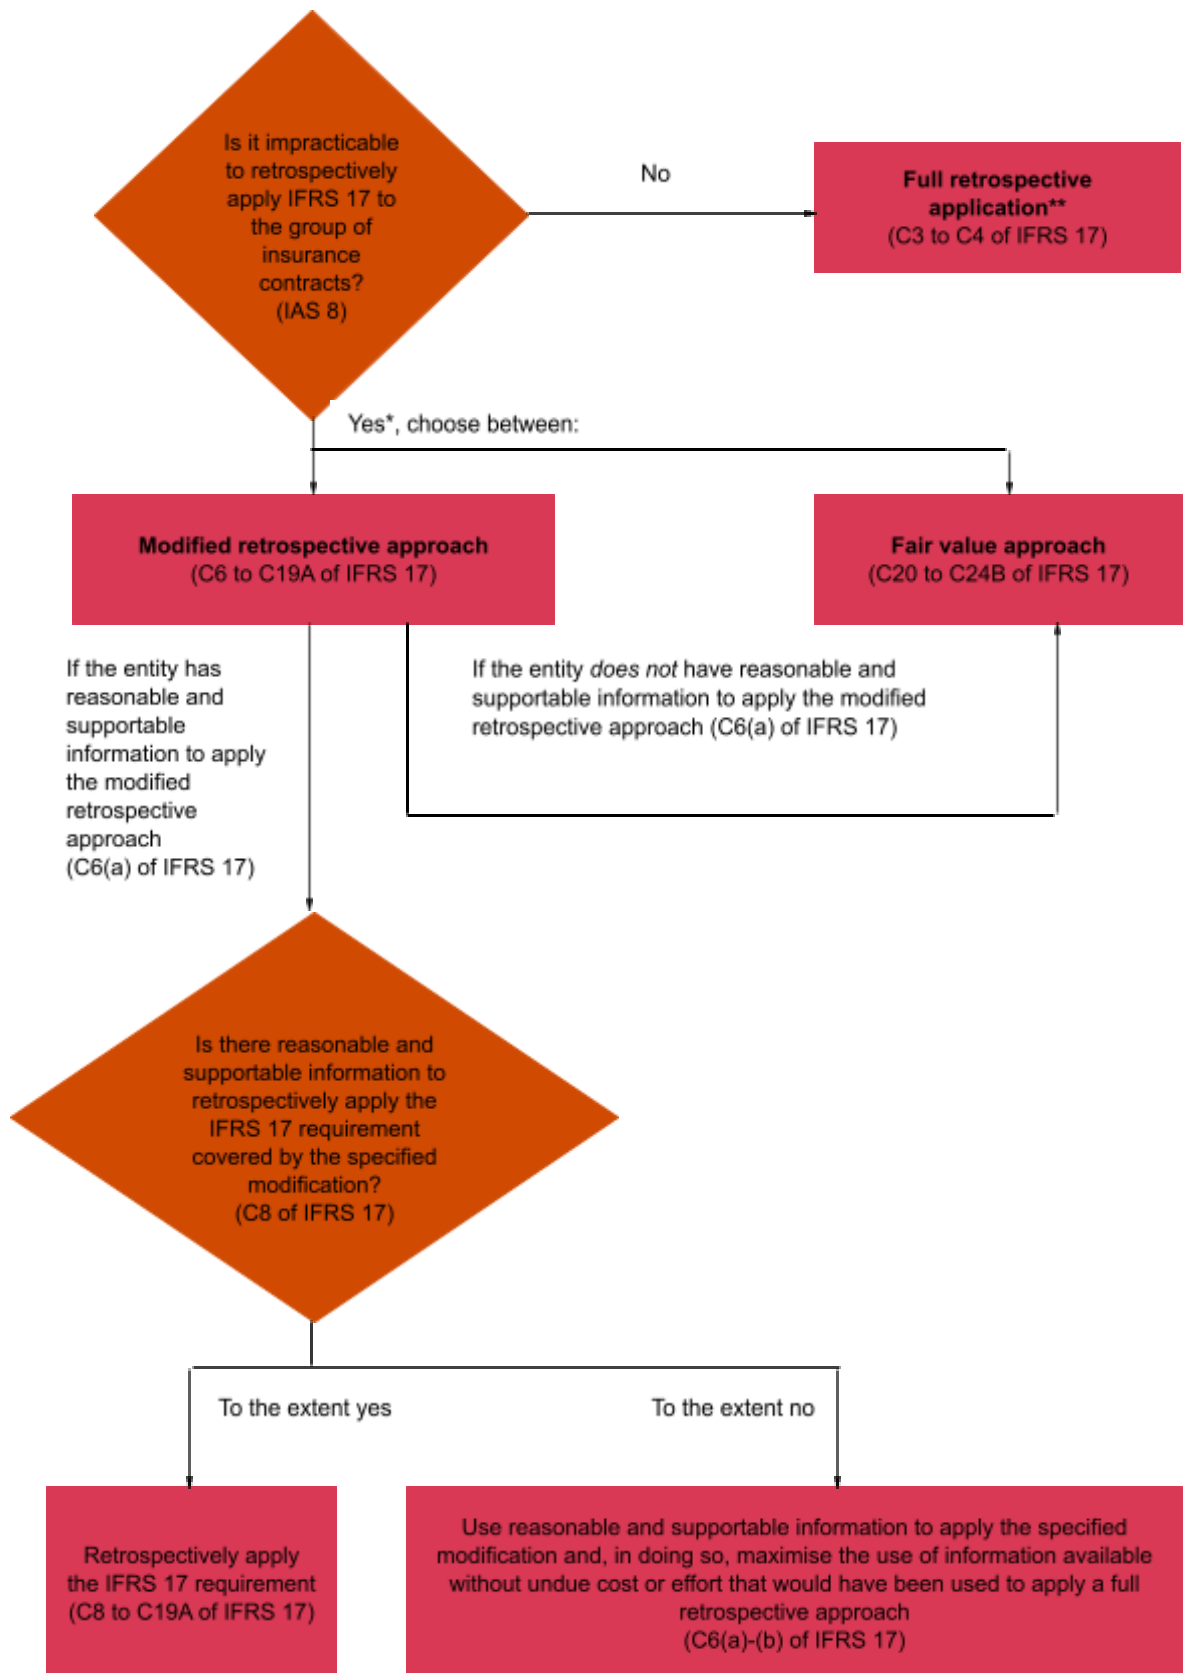 Is it impracticable
to retrospectively
apply IFRS 17 to
the group of
insurance
contracts?
(IAS 8)
No
Full retrospective
application**
(C3 to C4 of IFRS 17)
Yes*, choose between:
Modified retrospective approach
(C6 to C19A of IFRS 17)
Fair value approach
(C20 to C24B of IFRS 17)
If the entity has
reasonable and
supportable
information to apply
the modified
retrospective
approach
(C6(a) of IFRS 17)
If the entity does not have reasonable and
supportable information to apply the modified
retrospective approach (C6(a) of IFRS 17)
Is there reasonable and
supportable information to
retrospectively apply the
IFRS 17 requirement
covered by the specified
modification?
(C8 of IFRS 17)
To the extent yes
To the extent no
Retrospectively apply
the IFRS 17 requirement
(C8 to C19A of IFRS 17)
Use reasonable and supportable information to apply the specified
modification and, in doing so, maximise the use of information available
without undue cost or effort that would have been used to apply a full
retrospective approach
(C6(a)-(b) of IFRS 17)